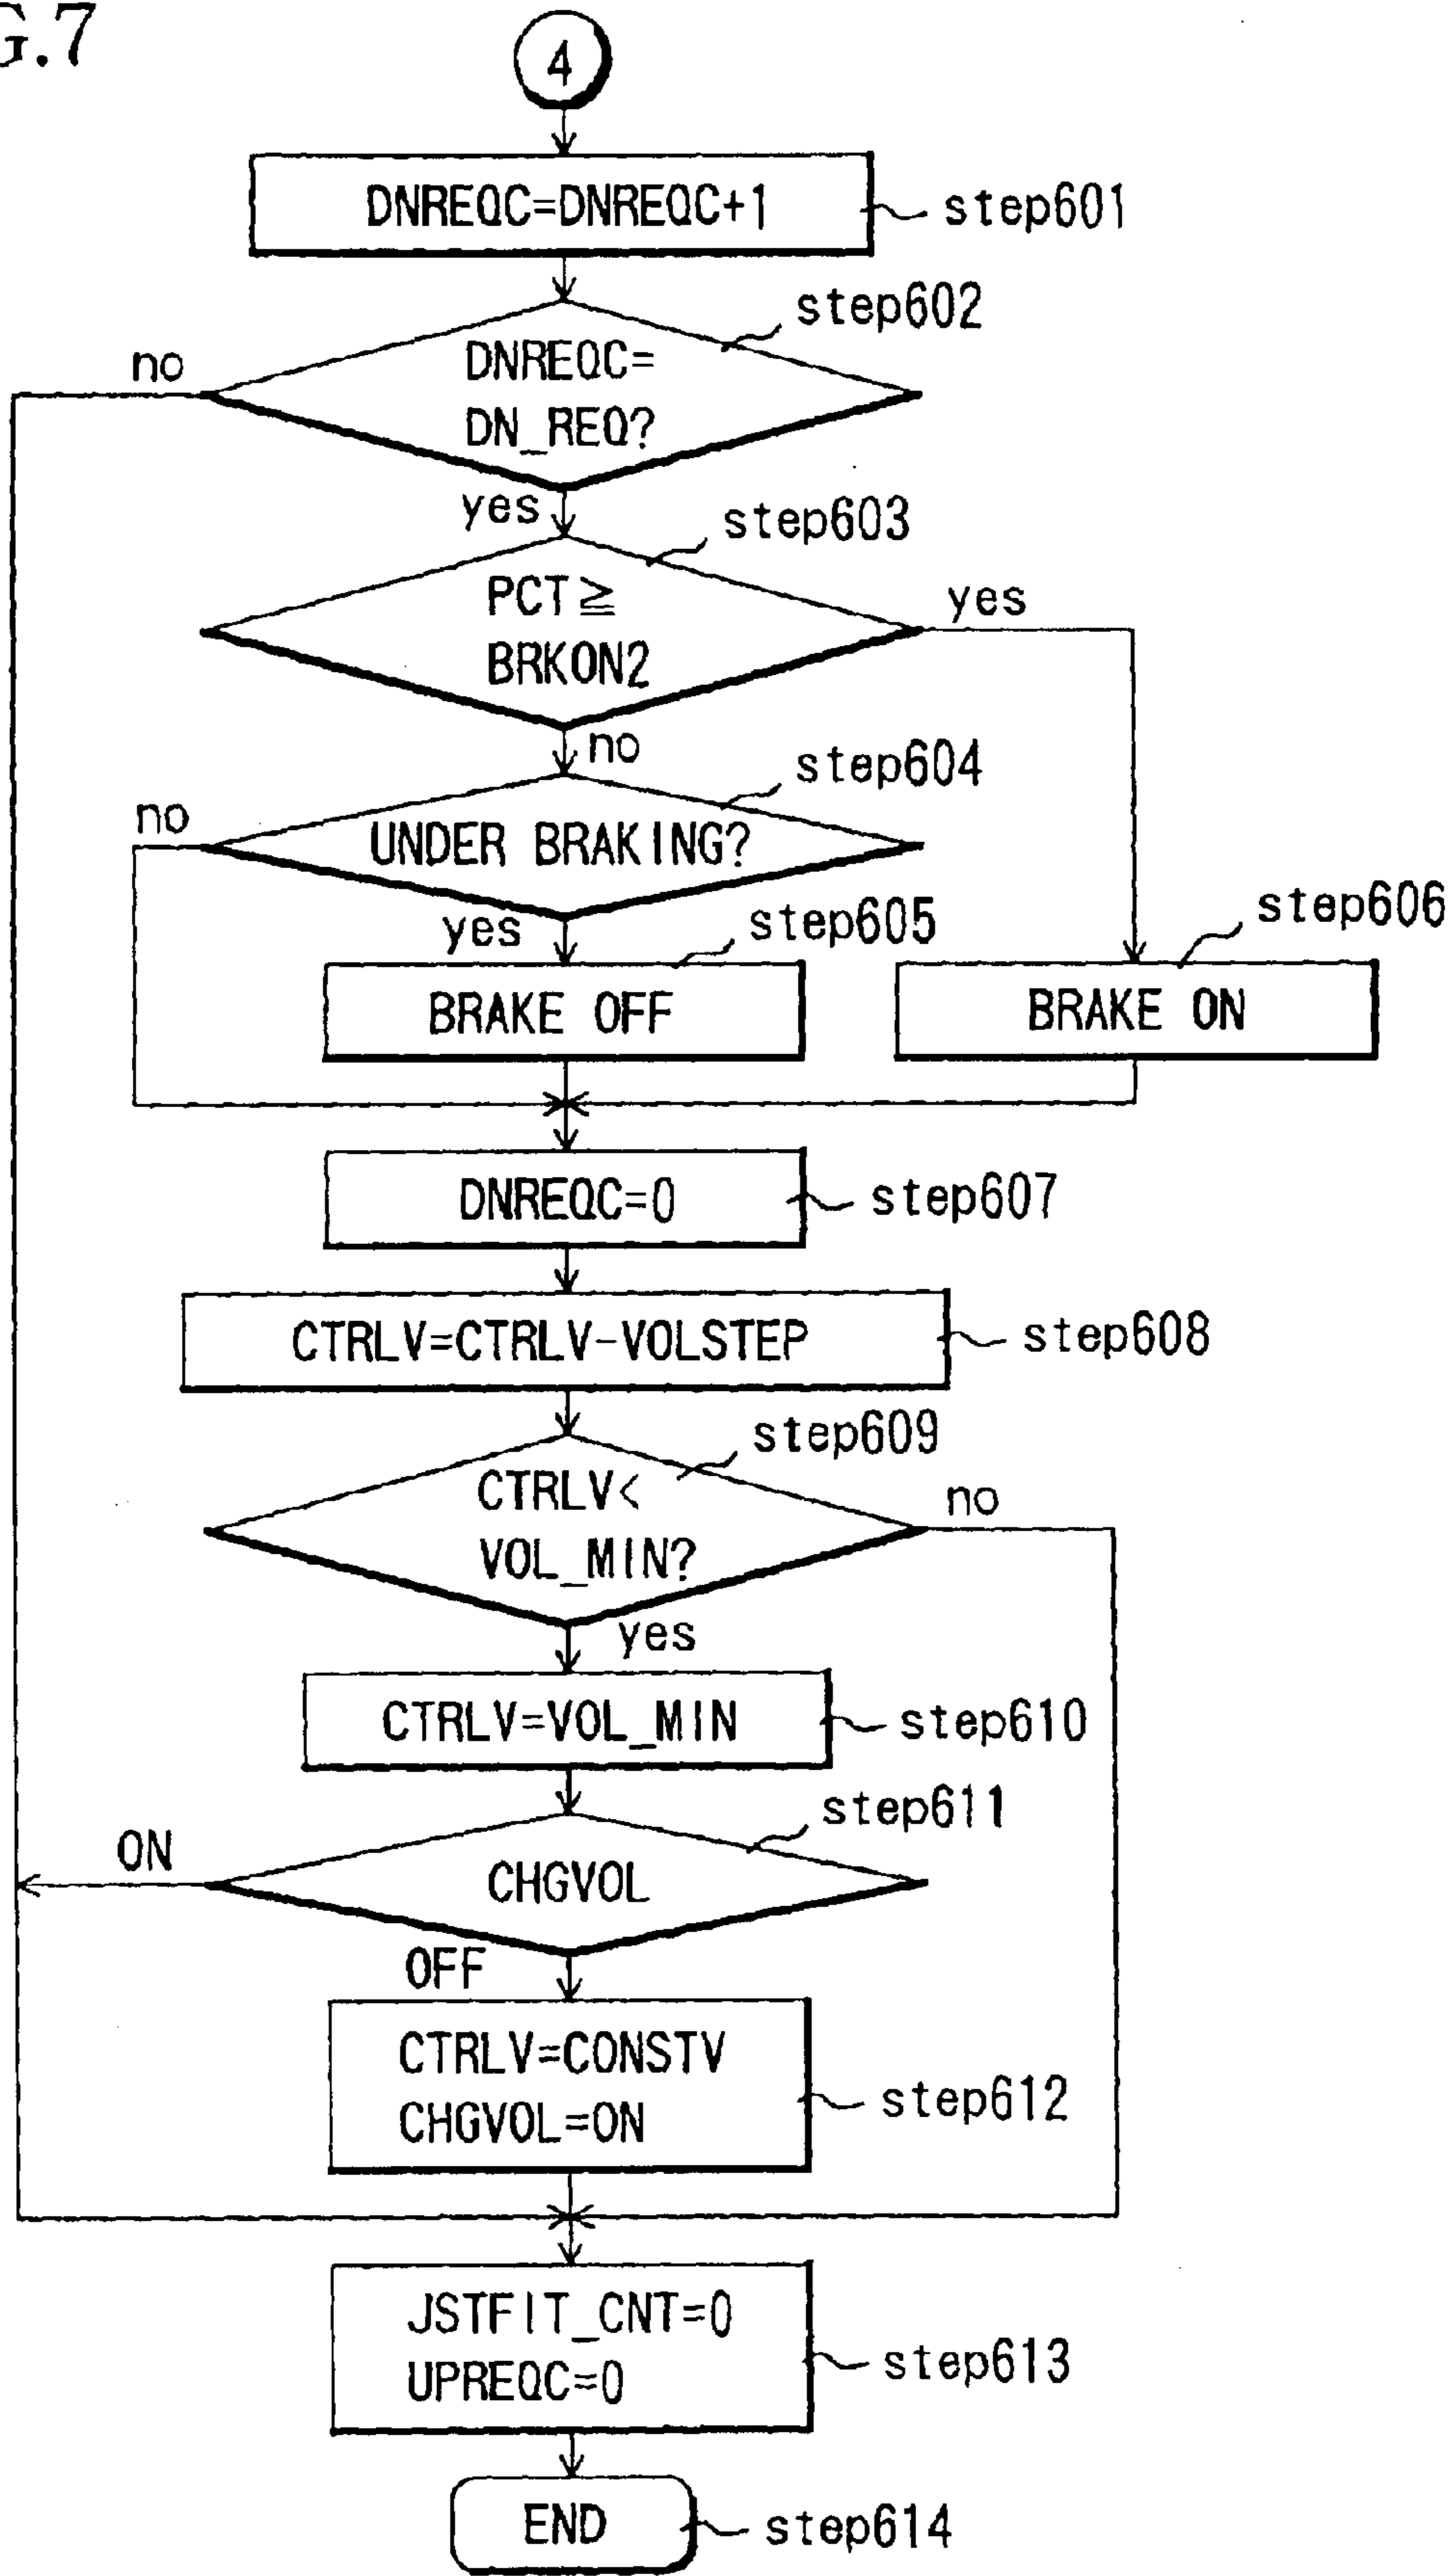 G.7
4
DNREQC=DNREQC+1
step601
step602
no
DNREQC=
DN_REQ?
yes
step603
PCT≧
BRKON2
yes
no
step604
no
UNDER BRAKING?
yes
step605
step606
BRAKE OFF
BRAKE ON
DNREQC=0
step607
CTRLV=CTRLV-VOLSTEP
step608
step609
CTRLV<
VOL_MIN?
no
yes
CTRLV=VOL_MIN
step610
step611
ON
CHGVOL
OFF
CTRLV=CONSTV
CHGVOL=ON
step612
JSTFIT_CNT=0
UPREQC=0
step613
END
step614